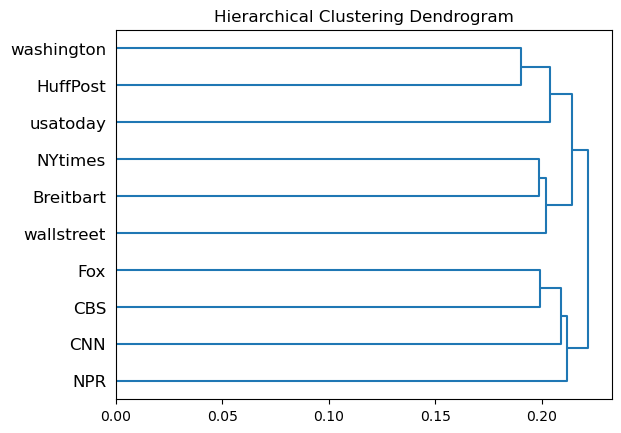 Hierarchical Clustering Dendrogram
washington
HuffPost
usatoday
NYtimes
Breitbart
wallstreet
Fox
CBS
CNN
NPR
0.00 0.05 0.10 0.15 0.20